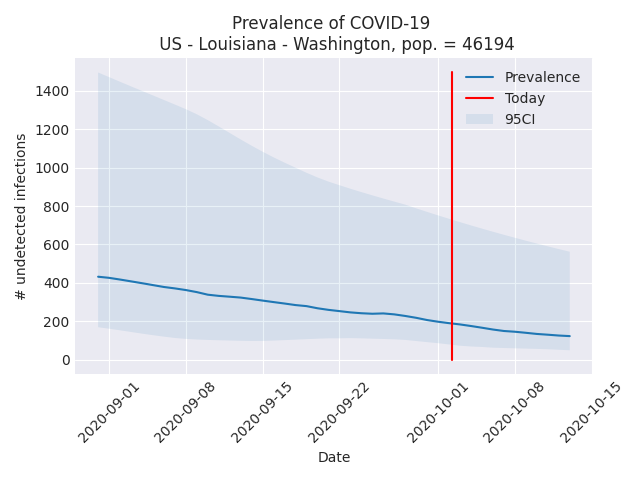 Prevalence of COVID-19
US - Louisiana - Washington, pop. = 46194
Prevalence
Today
95CI
1400
1200
1000
800
600
400
200
0
# undetected infections
2020-09-01
2020-09-08
2020-09-15
2020-09-22
2020-10-01
2020-10-08
2020-10-15
Date